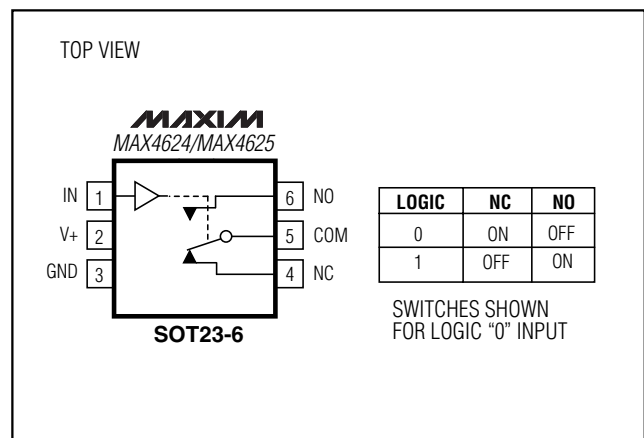 TOP VIEW
MAXIM
MAX4624/MAX4625
IN 1
V+ 2
GND 3
6 NO
5 COM
4 NC
SOT23-6
LOGIC NC NO
0 ON OFF
1 OFF ON
SWITCHES SHOWN
FOR LOGIC “0” INPUT